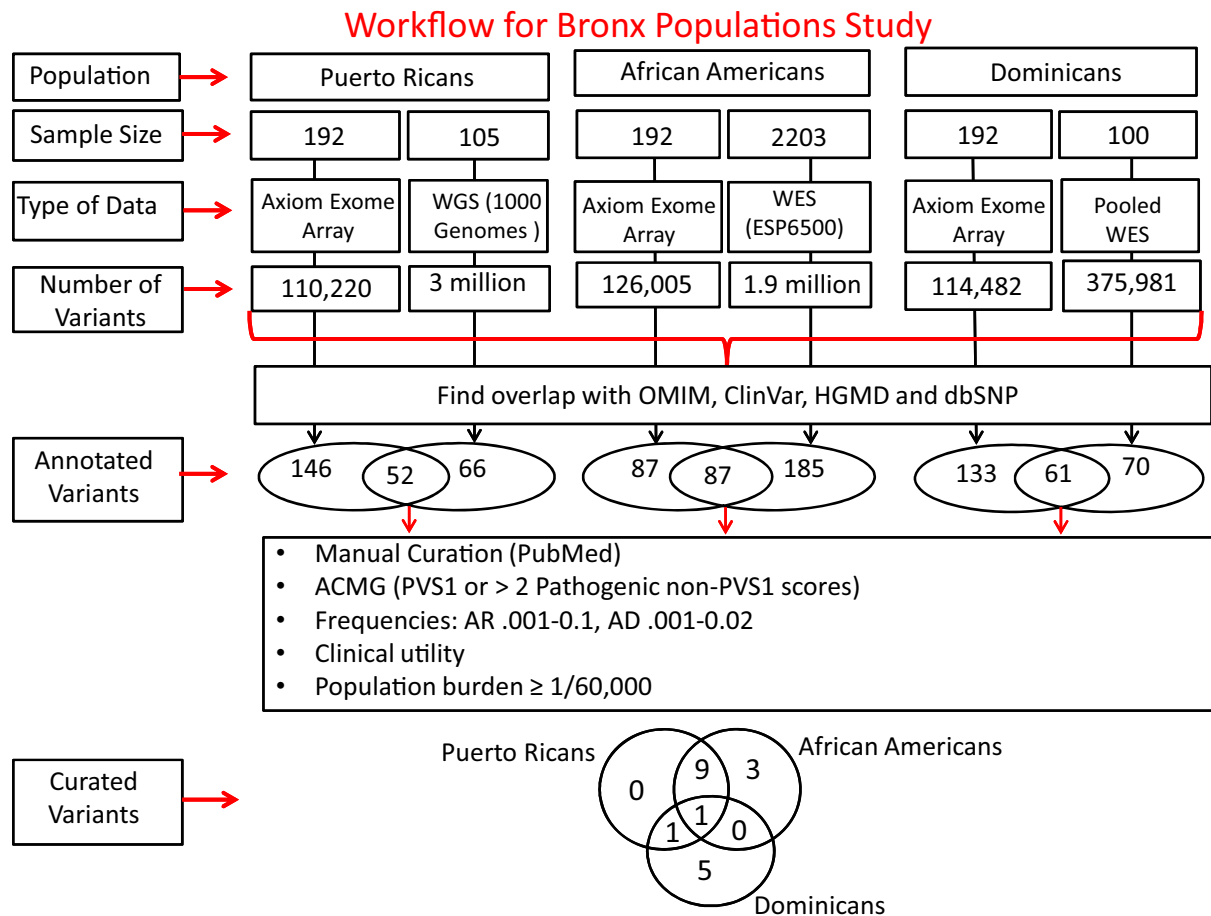 Workflow for Bronx Populations Study
Population
Puerto Ricans
African Americans
Dominicans
Sample Size
192
105
192
2203
192
100
Type of Data
Axiom Exome
Array
WGS (1000
Genomes )
Axiom Exome
Array
WES
(ESP6500)
Axiom Exome
Array
Pooled
WES
Number of
Variants
110,220
3 million
126,005
1.9 million
114,482
375,981
Find overlap with OMIM, ClinVar, HGMD and dbSNP
Annotated
Variants
146
52
66
87
87
185
133
61
70
• Manual Curation (PubMed)
• ACMG (PVS1 or > 2 Pathogenic non-PVS1 scores)
• Frequencies: AR .001-0.1, AD .001-0.02
• Clinical utility
• Population burden ≥ 1/60,000
Curated
Variants
Puerto Ricans
African Americans
0
9
3
1
1
0
5
Dominicans